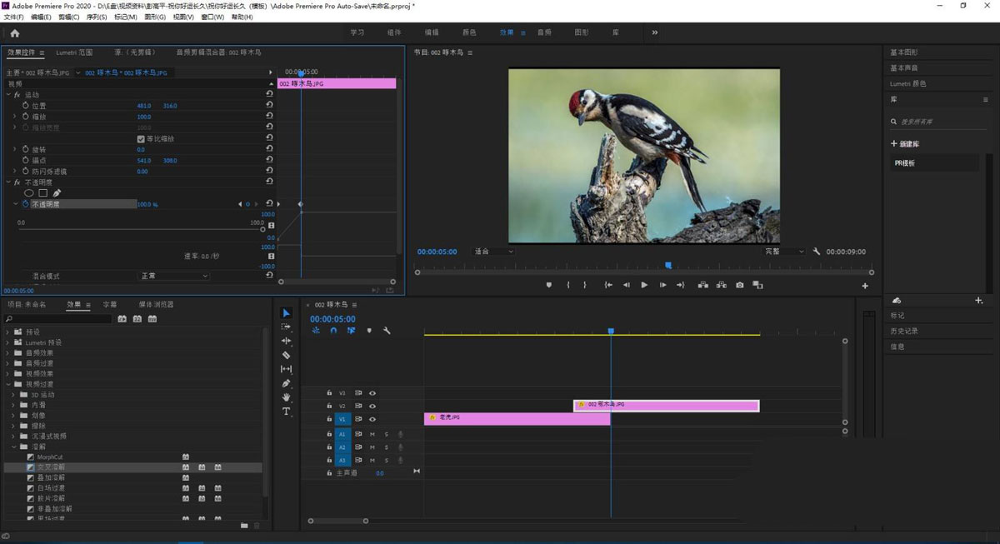 Adobe Premiere Pro 2020 - D:\E盘\视频资料\彭高平-祝你好运长久\祝你好运长久（模板）\Adobe Premiere Pro Auto-Save\未命名.prproj *
文件(F) 编辑(E) 剪辑(C) 序列(S) 标记(M) 图形(G) 视图(V) 窗口(W) 帮助(H)
学习 组件 编辑 颜色 效果 音频 图形 库
效果控件 Lumetri 范围 源:（无剪辑） 音频剪辑混合器: 002 啄木鸟
主要 * 002 啄木鸟.JPG 002 啄木鸟 * 002 啄木鸟.JPG
00:00:05:00
视频
002 啄木鸟.JPG
fx 运动
位置 481.0 316.0
缩放 100.0
缩放宽度 100.0
等比缩放
旋转 0.0
锚点 541.0 308.0
防闪烁滤镜 0.00
fx 不透明度
不透明度 100.0 %
100.0
0.0 100.0
0.0
100.0
速率: 0.0 /秒
-100.0
混合模式 正常
00:00:05:00
节目: 002 啄木鸟
00:00:05:00 适合 完整 00:00:09:00
基本图形
基本声音
Lumetri 颜色
库
搜索所有库
新建库
PR模板
标记
历史记录
信息
项目: 未命名 效果 字幕 媒体浏览器
预设
Lumetri 预设
音频效果
音频过渡
视频效果
视频过渡
3D 运动
内滑
划像
擦除
沉浸式视频
溶解
MorphCut
交叉溶解
叠加溶解
白场过渡
胶片溶解
非叠加溶解
黑场过渡
002 啄木鸟
00:00:05:00
V3
V2
002 啄木鸟.JPG
V1
老虎.JPG
A1 M S
A2 M S
A3 M S
主声道 0.0